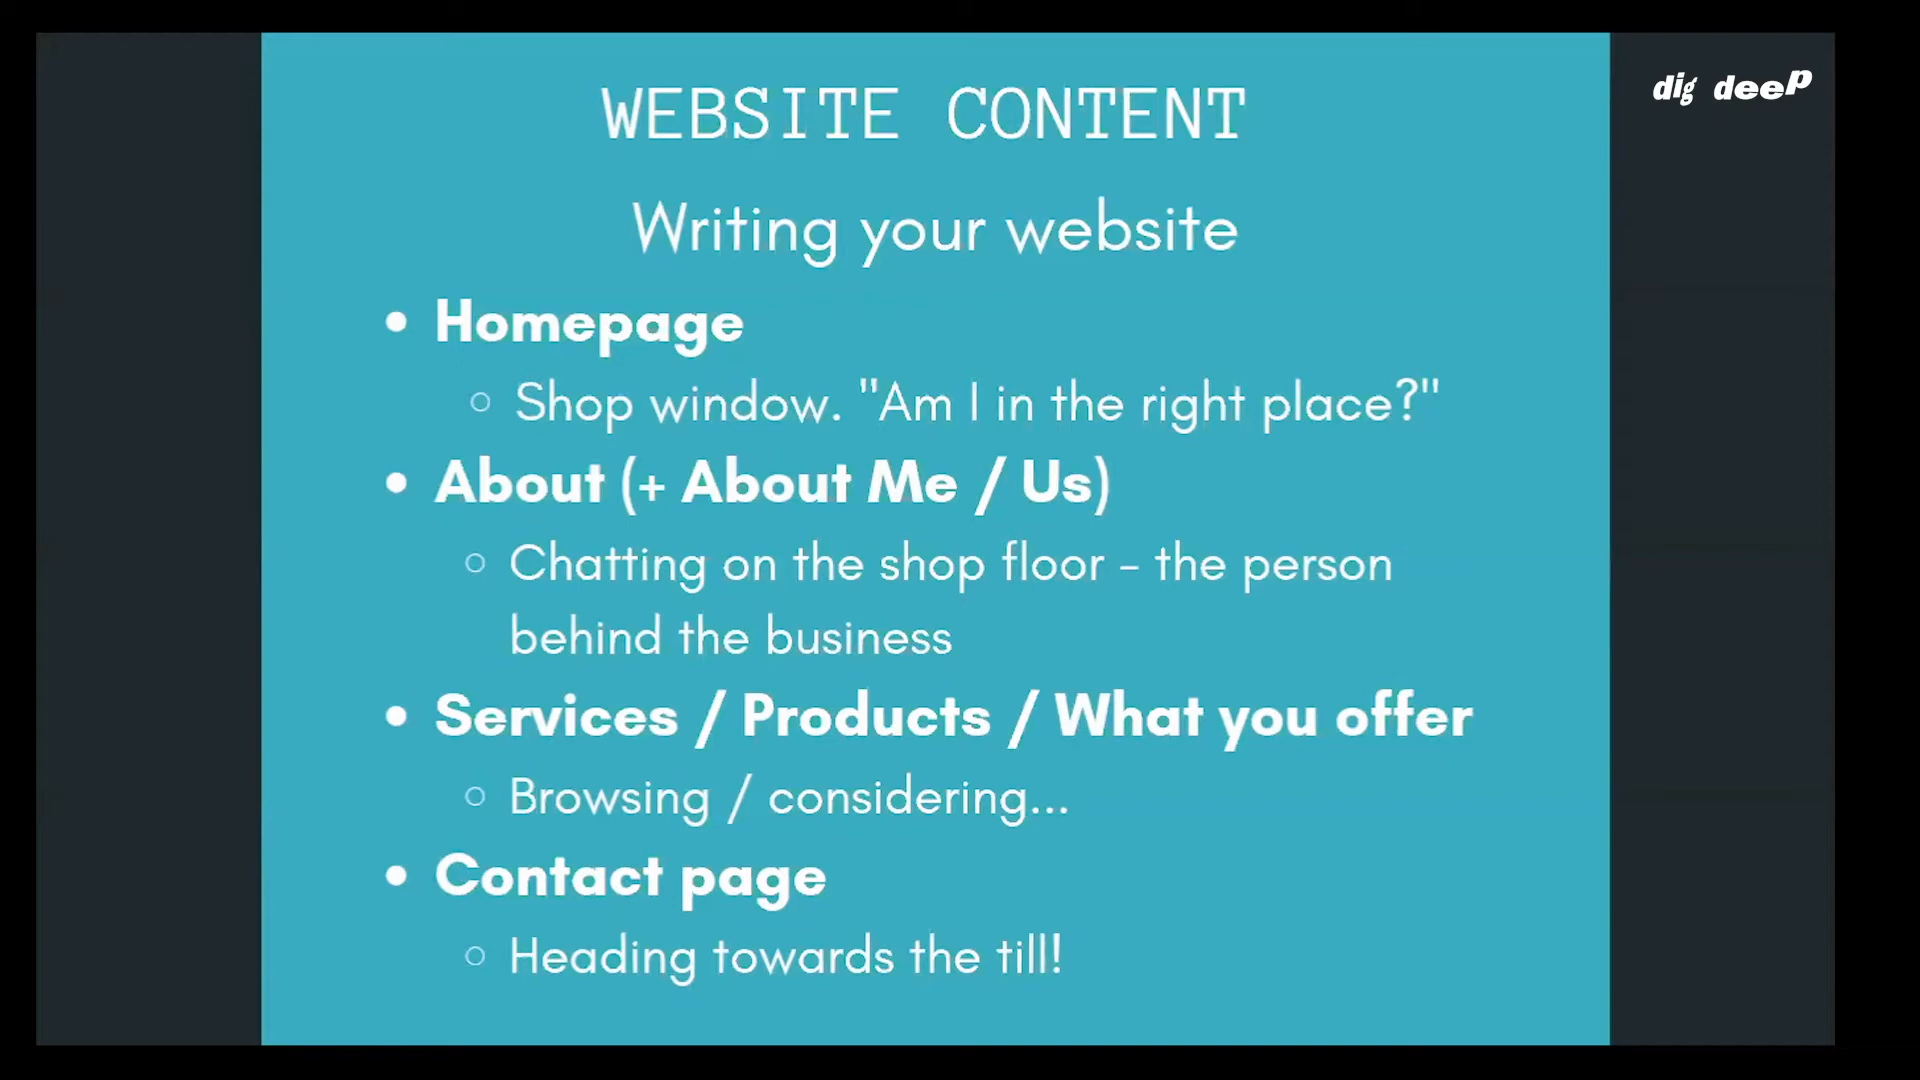 WEBSITE CONTENT
dig deep
Writing your website
• Homepage
○ Shop window. "Am I in the right place?"
• About (+ About Me / Us)
○ Chatting on the shop floor - the person
behind the business
• Services / Products / What you offer
○ Browsing / considering...
• Contact page
○ Heading towards the till!